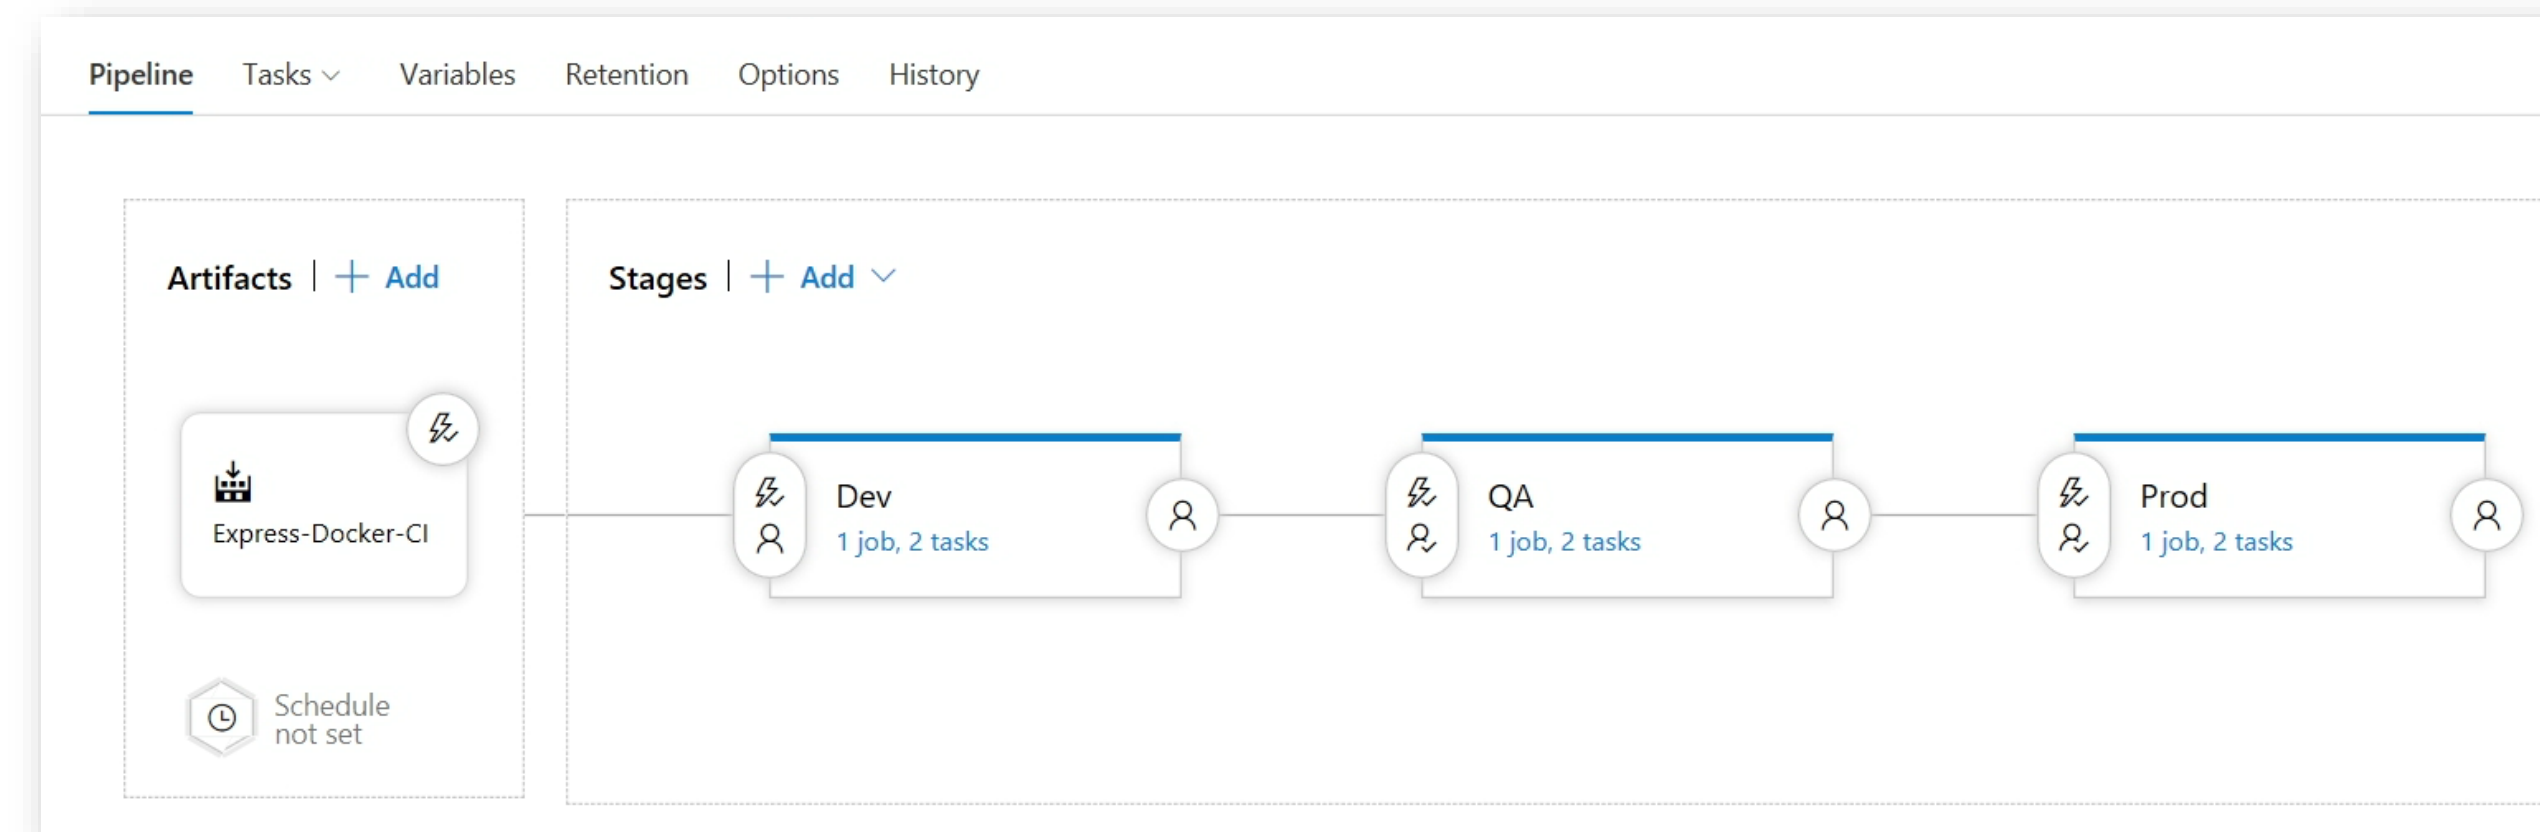 Pipeline Tasks Variables Retention Options History
Artifacts | + Add
Express-Docker-CI
Schedule
not set
Stages | + Add
Dev
1 job, 2 tasks
QA
1 job, 2 tasks
Prod
1 job, 2 tasks